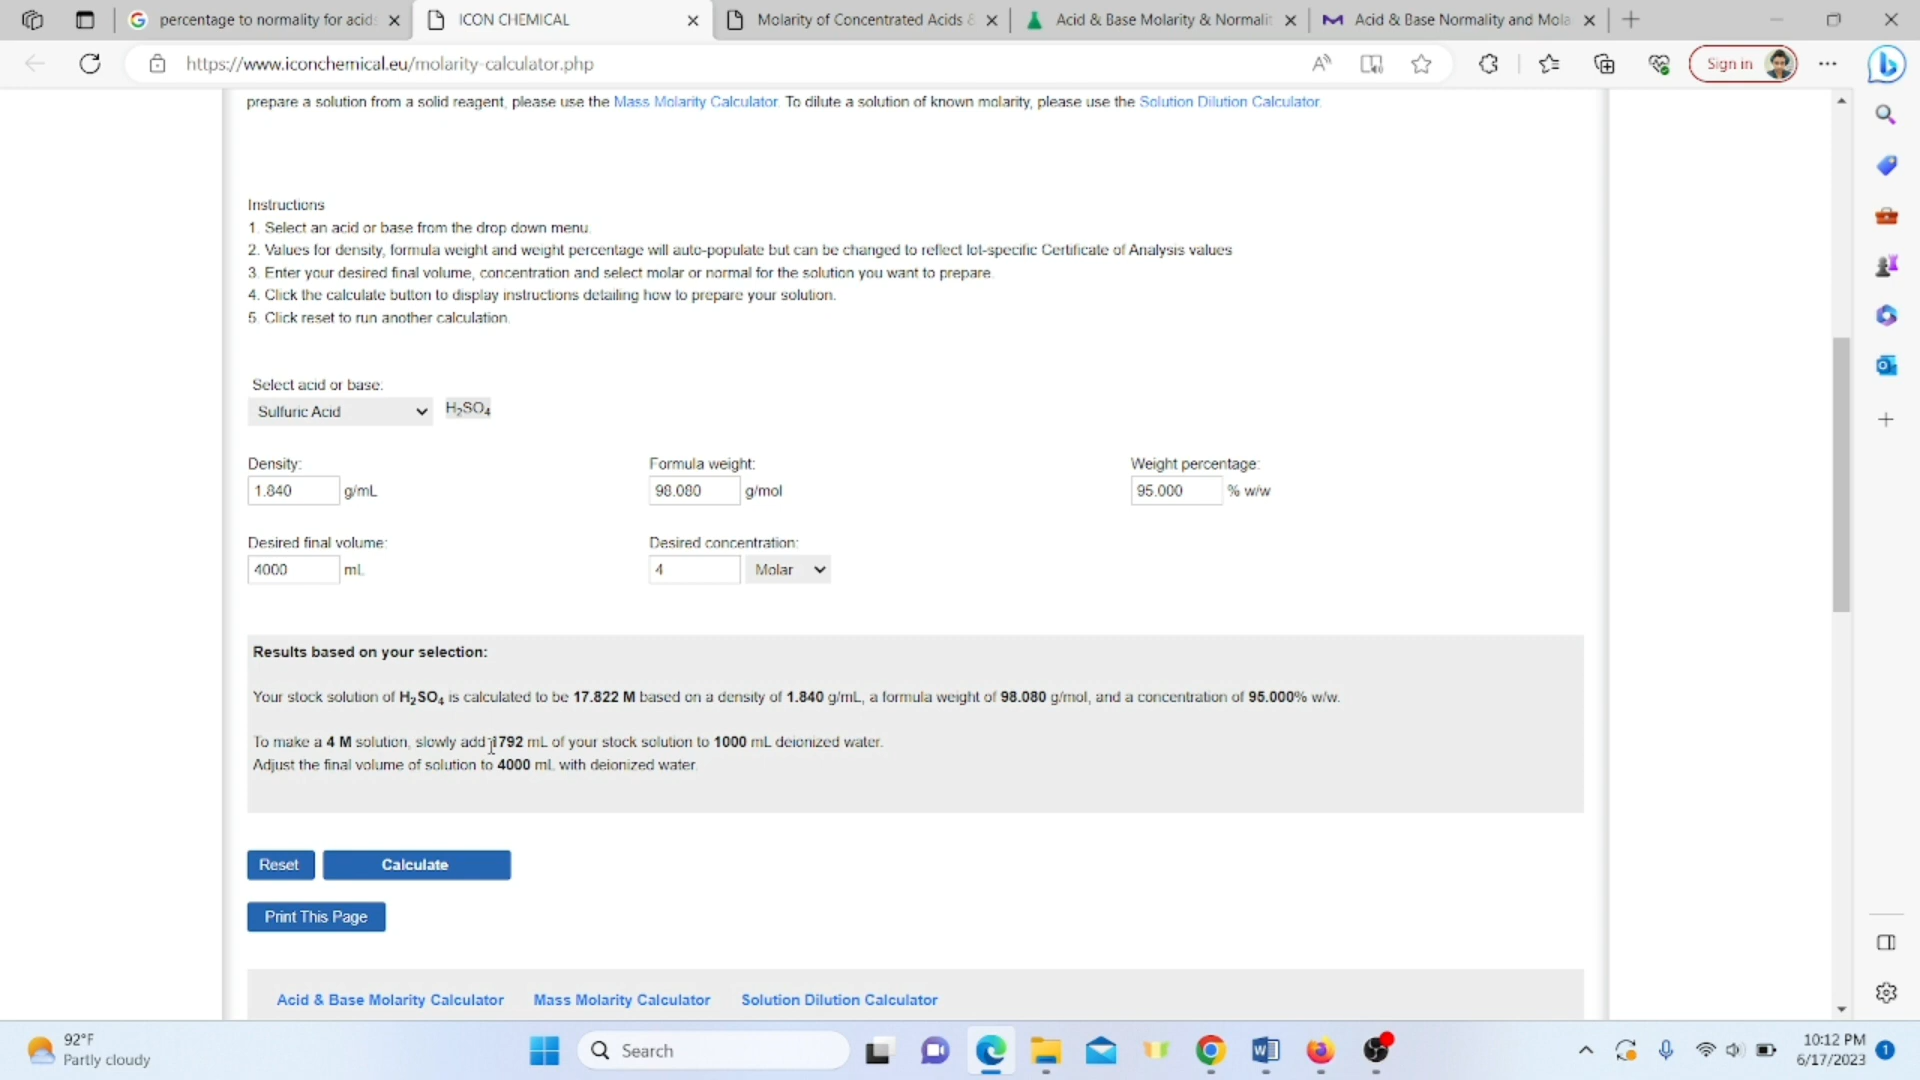 percentage to normality for acids
ICON CHEMICAL
Molarity of Concentrated Acids &
Acid & Base Molarity & Normalit
Acid & Base Normality and Mola
https://www.iconchemical.eu/molarity-calculator.php
Sign in
prepare a solution from a solid reagent, please use the Mass Molarity Calculator. To dilute a solution of known molarity, please use the Solution Dilution Calculator.
Instructions
1. Select an acid or base from the drop down menu.
2. Values for density, formula weight and weight percentage will auto-populate but can be changed to reflect lot-specific Certificate of Analysis values
3. Enter your desired final volume, concentration and select molar or normal for the solution you want to prepare.
4. Click the calculate button to display instructions detailing how to prepare your solution.
5. Click reset to run another calculation.
Select acid or base:
Sulfuric Acid H₂SO₄
Density: Formula weight: Weight percentage:
1.840 g/mL 98.080 g/mol 95.000 % w/w
Desired final volume: Desired concentration:
4000 mL 4 Molar
Results based on your selection:
Your stock solution of H₂SO₄ is calculated to be 17.822 M based on a density of 1.840 g/mL, a formula weight of 98.080 g/mol, and a concentration of 95.000% w/w.
To make a 4 M solution, slowly add 1792 mL of your stock solution to 1000 mL deionized water.
Adjust the final volume of solution to 4000 mL with deionized water.
Reset Calculate
Print This Page
Acid & Base Molarity Calculator Mass Molarity Calculator Solution Dilution Calculator
92°F
Partly cloudy
Search
10:12 PM
6/17/2023
1